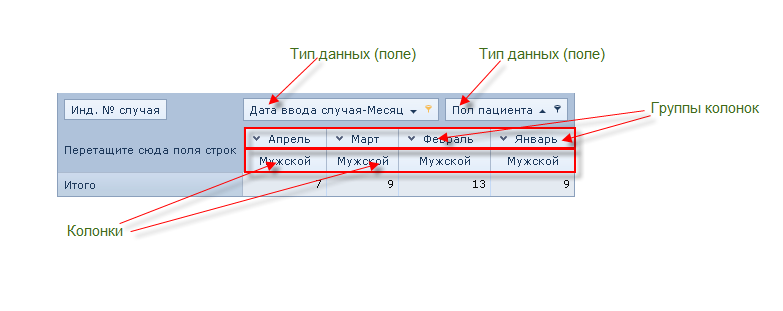 Тип данных (поле)
Тип данных (поле)
Инд. № случая
Дата ввода случая-Месяц
Пол пациента
Группы колонок
Перетащите сюда поля строк
Апрель
Март
Февраль
Январь
Мужской
Мужской
Мужской
Мужской
Итого
7
9
13
9
Колонки